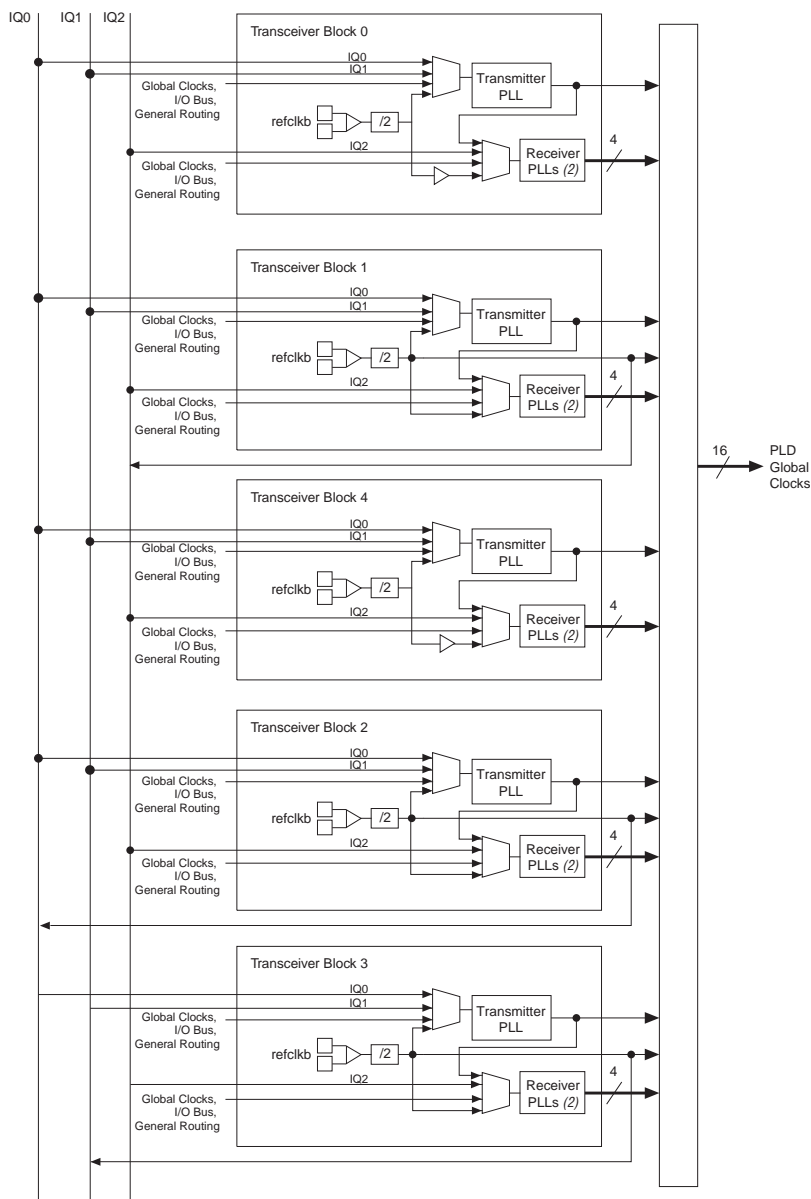 IQ0
IQ1
IQ2
Transceiver Block 0
IQ0
IQ1
Global Clocks,
I/O Bus,
General Routing
Transmitter
PLL
refclkb
/2
IQ2
Global Clocks,
I/O Bus,
General Routing
Receiver
PLLs (2)
4
Transceiver Block 1
IQ0
IQ1
Global Clocks,
I/O Bus,
General Routing
Transmitter
PLL
refclkb
/2
IQ2
Global Clocks,
I/O Bus,
General Routing
Receiver
PLLs (2)
4
16
PLD
Global
Clocks
Transceiver Block 4
IQ0
IQ1
Global Clocks,
I/O Bus,
General Routing
Transmitter
PLL
refclkb
/2
IQ2
Global Clocks,
I/O Bus,
General Routing
Receiver
PLLs (2)
4
Transceiver Block 2
IQ0
IQ1
Global Clocks,
I/O Bus,
General Routing
Transmitter
PLL
refclkb
/2
IQ2
Global Clocks,
I/O Bus,
General Routing
Receiver
PLLs (2)
4
Transceiver Block 3
IQ0
IQ1
Global Clocks,
I/O Bus,
General Routing
Transmitter
PLL
refclkb
/2
IQ2
Global Clocks,
I/O Bus,
General Routing
Receiver
PLLs (2)
4